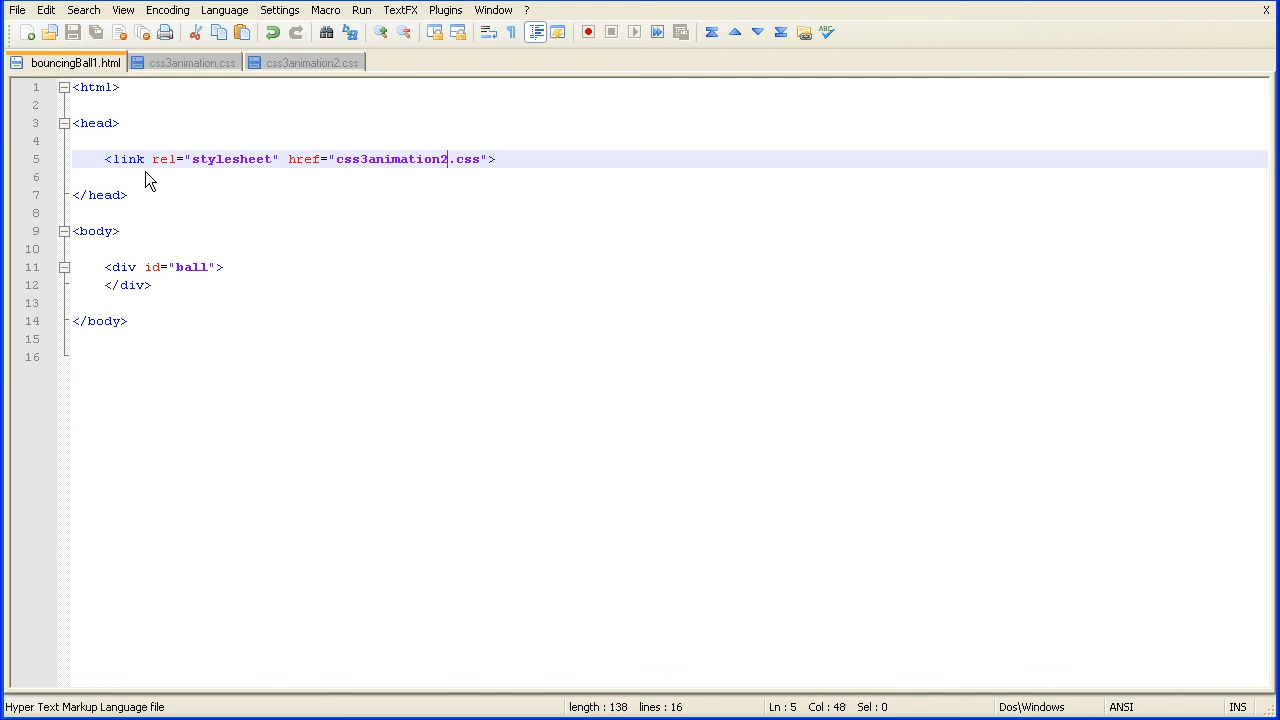 File Edit Search View Encoding Language Settings Macro Run TextFX Plugins Window ? X
bouncingBall1.html css3animation.css css3animation2.css
1 <html>
2
3 <head>
4
5 <link rel="stylesheet" href="css3animation2.css">
6
7 </head>
8
9 <body>
10
11 <div id="ball">
12 </div>
13
14 </body>
15
16
Hyper Text Markup Language file length : 138 lines : 16 Ln : 5 Col : 48 Sel : 0 Dos\Windows ANSI INS